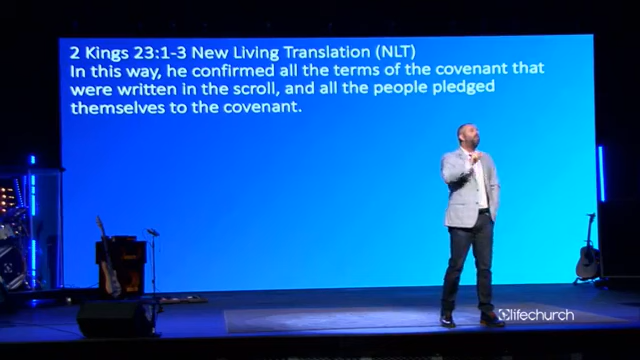 2 Kings 23:1-3 New Living Translation (NLT)
In this way, he confirmed all the terms of the covenant that
were written in the scroll, and all the people pledged
themselves to the covenant.
lifechurch